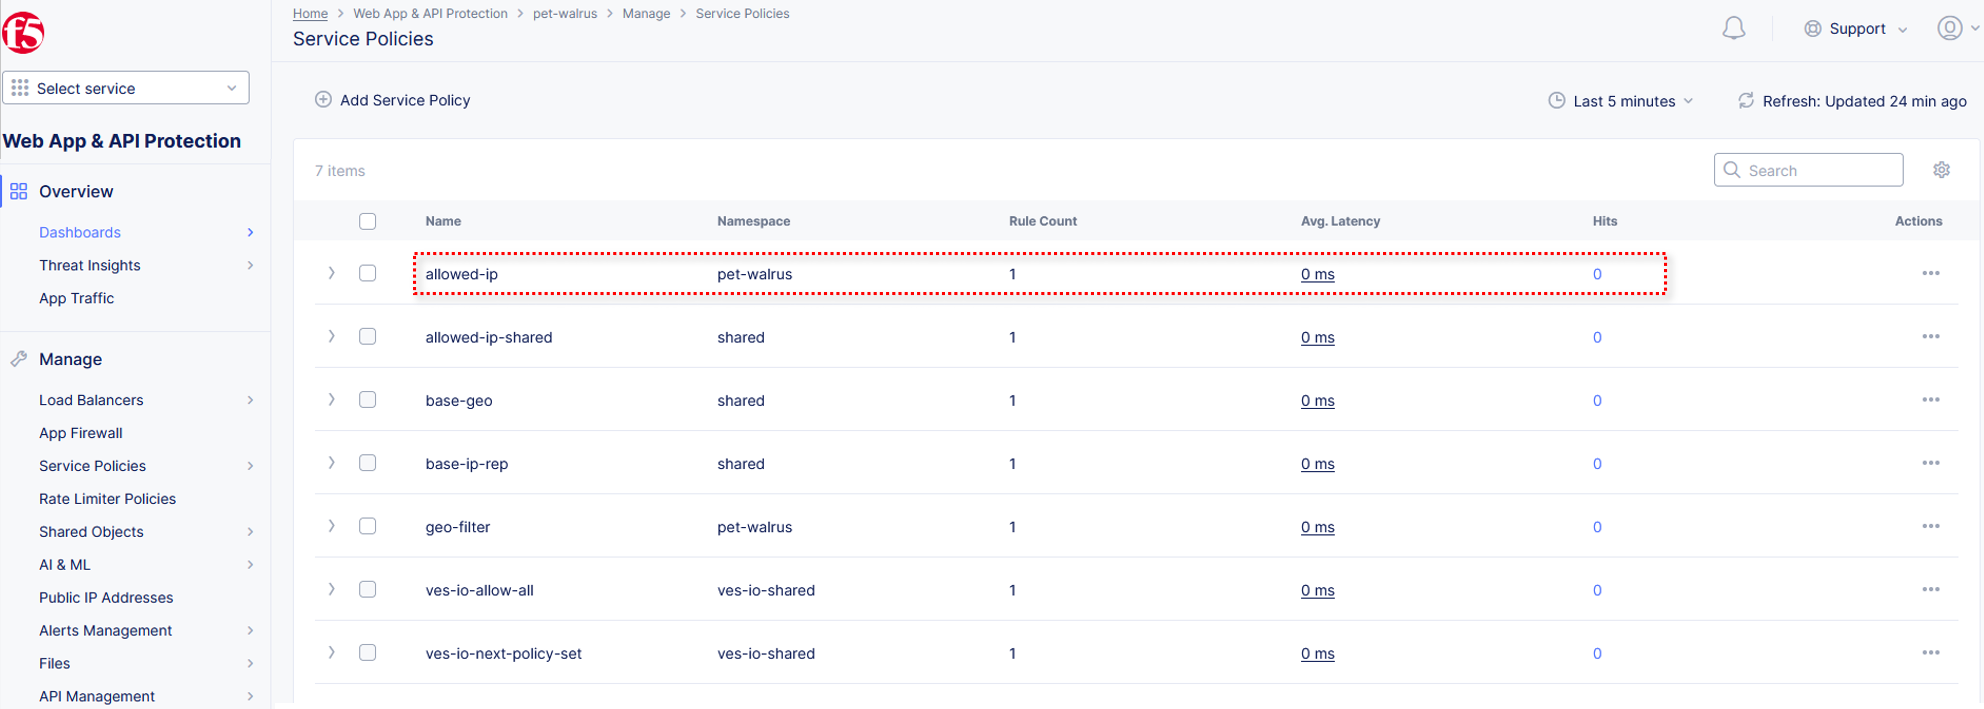 f5
Home > Web App & API Protection > pet-walrus > Manage > Service Policies
Service Policies
Support
Select service
Web App & API Protection
Overview
Dashboards
Threat Insights
App Traffic
Manage
Load Balancers
App Firewall
Service Policies
Rate Limiter Policies
Shared Objects
AI & ML
Public IP Addresses
Alerts Management
Files
API Management
Add Service Policy
Last 5 minutes
Refresh: Updated 24 min ago
7 items
Search
Name Namespace Rule Count Avg. Latency Hits Actions
allowed-ip pet-walrus 1 0 ms 0
allowed-ip-shared shared 1 0 ms 0
base-geo shared 1 0 ms 0
base-ip-rep shared 1 0 ms 0
geo-filter pet-walrus 1 0 ms 0
ves-io-allow-all ves-io-shared 1 0 ms 0
ves-io-next-policy-set ves-io-shared 1 0 ms 0